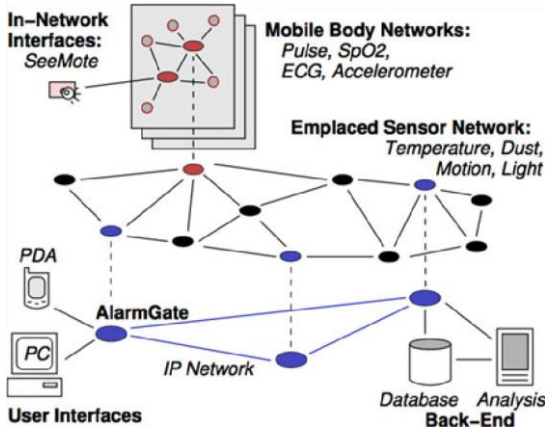 In-Network
Interfaces:
SeeMote
Mobile Body Networks:
Pulse, SpO2,
ECG, Accelerometer
Emplaced Sensor Network:
Temperature, Dust,
Motion, Light
PDA
AlarmGate
PC
IP Network
User Interfaces
Database
Analysis
Back-End